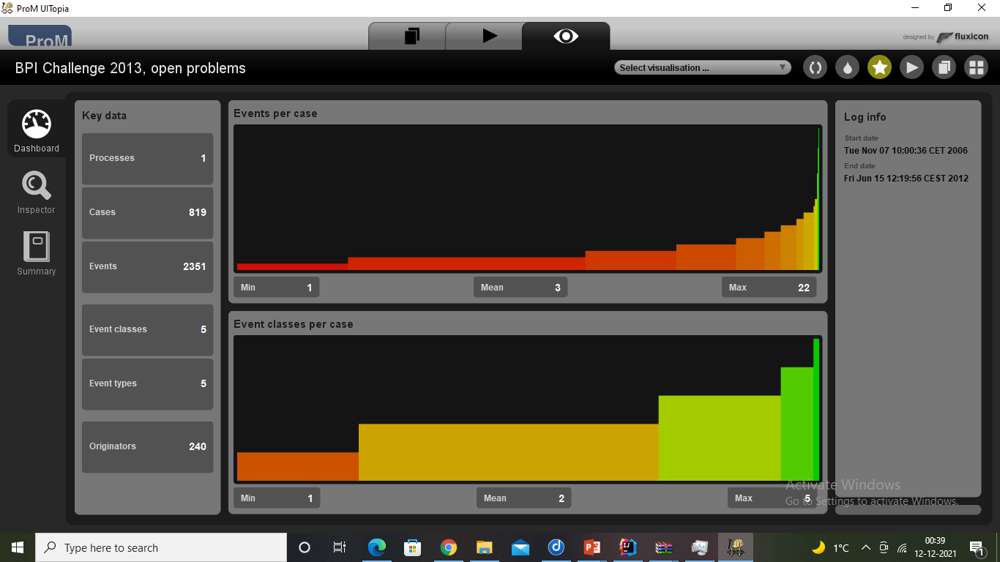 ProM UITopia
ProM
designed by fluxicon
BPI Challenge 2013, open problems
Select visualisation ...
Dashboard
Inspector
Summary
Key data
Processes 1
Cases 819
Events 2351
Event classes 5
Event types 5
Originators 240
Events per case
Min 1
Mean 3
Max 22
Event classes per case
Min 1
Mean 2
Max 5
Log info
Start date
Tue Nov 07 10:00:36 CET 2006
End date
Fri Jun 15 12:19:56 CEST 2012
Activate Windows
Go to Settings to activate Windows.
Type here to search
1°C
00:39
12-12-2021
1